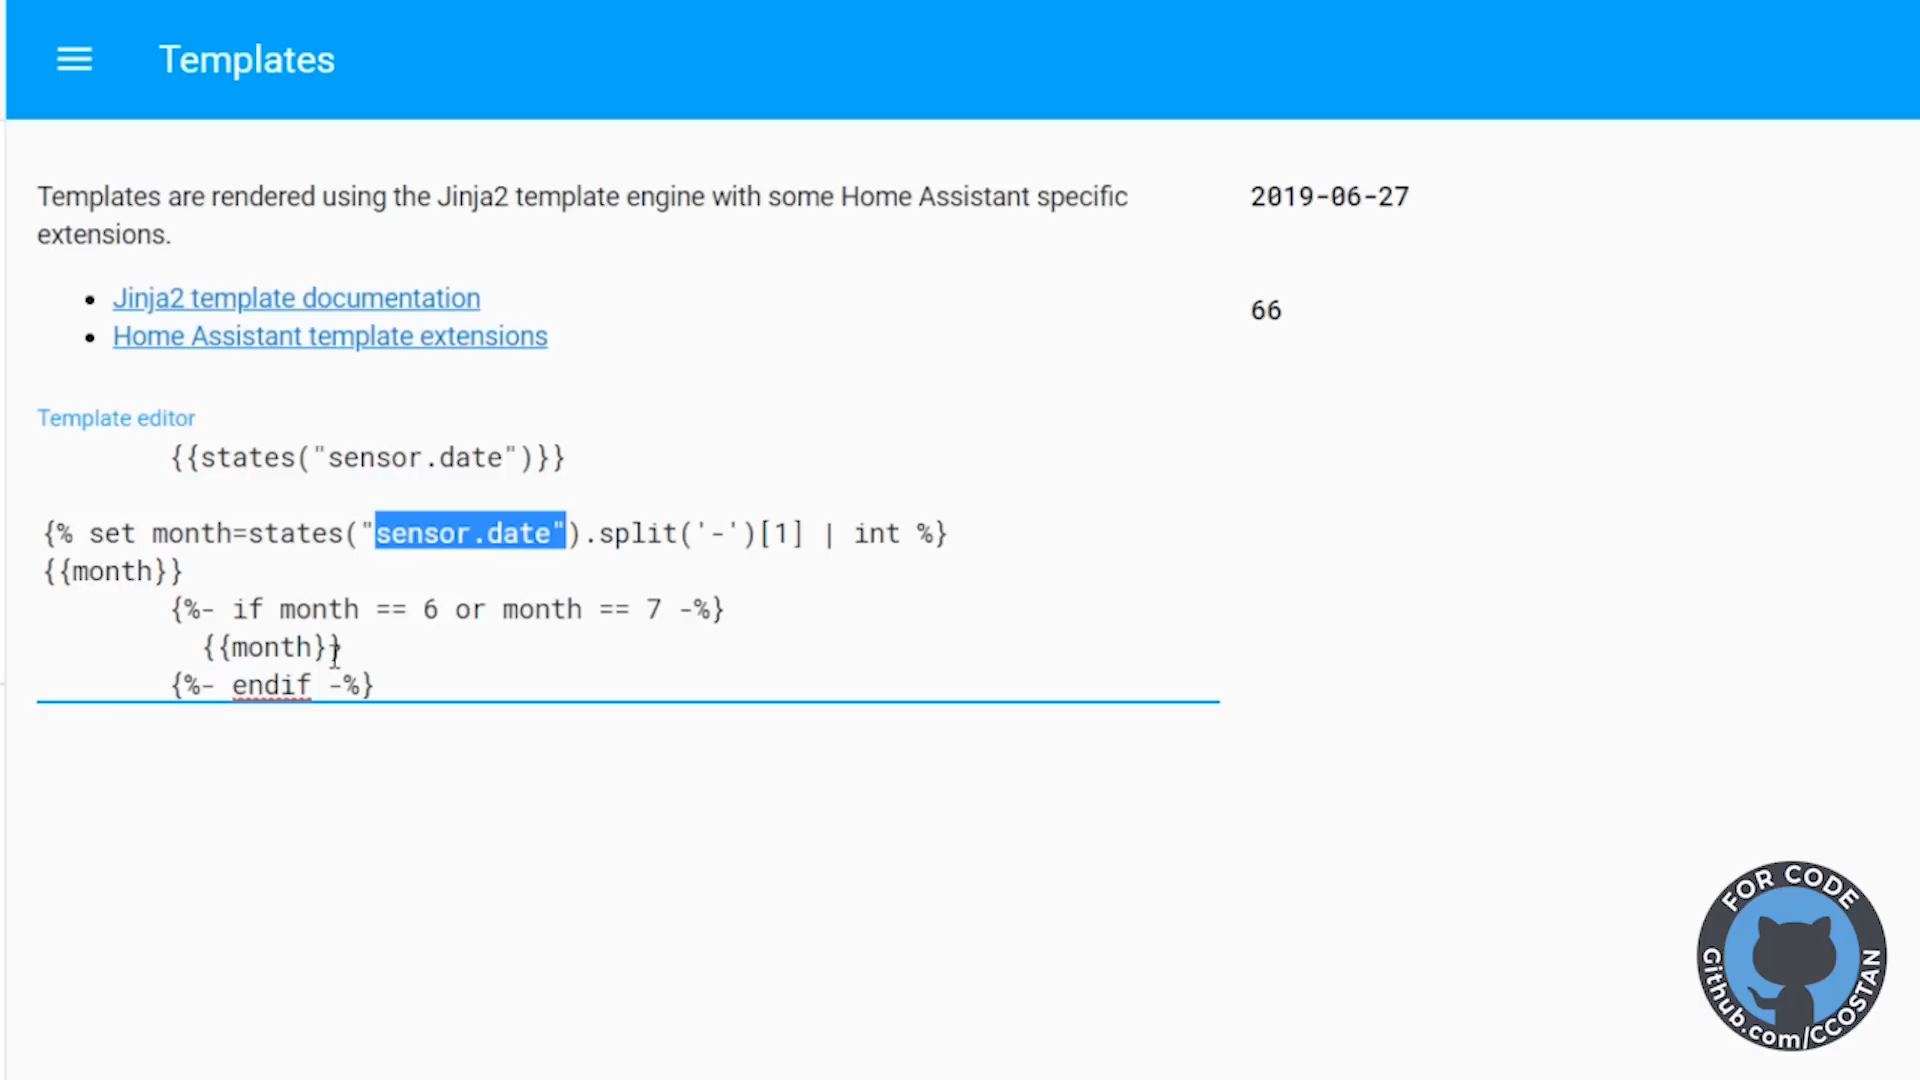 Templates
Templates are rendered using the Jinja2 template engine with some Home Assistant specific
extensions.
Jinja2 template documentation
Home Assistant template extensions
Template editor
{{states("sensor.date")}}
{% set month=states("sensor.date").split('-')[1] | int %}
{{month}}
{%- if month == 6 or month == 7 -%}
{{month}}
{%- endif -%}
2019-06-27
66
FOR CODE
Github.com/CCOSTAN